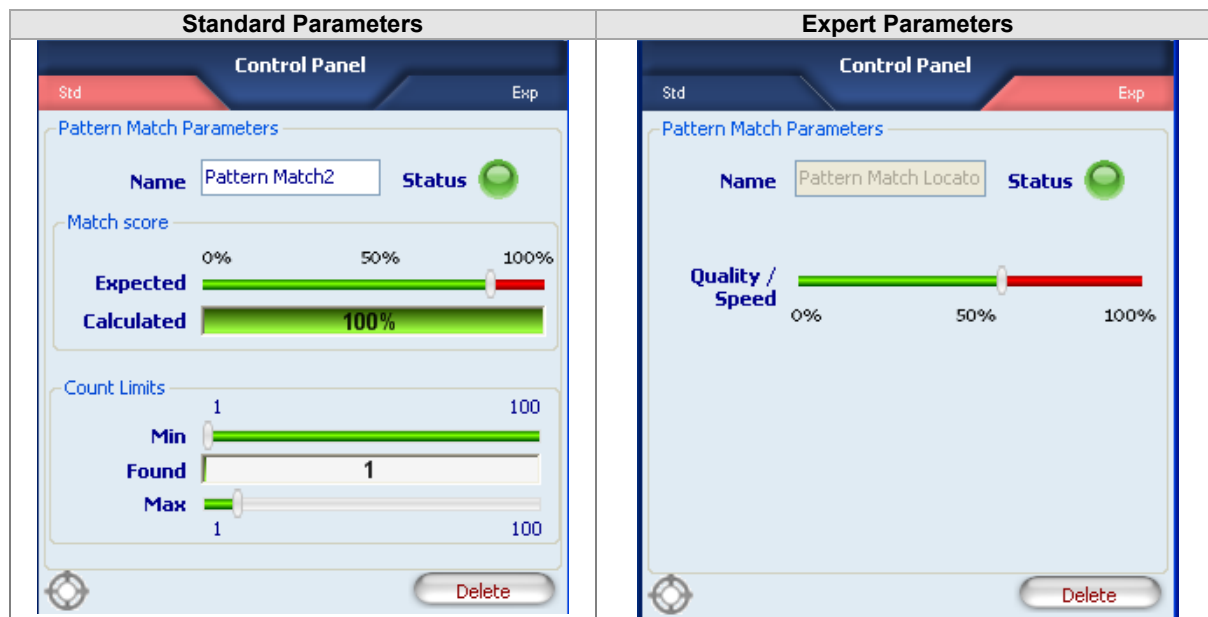 Standard Parameters
Expert Parameters
Control Panel
Std
Exp
Pattern Match Parameters
Name Pattern Match2 Status
Match score
0% 50% 100%
Expected
Calculated 100%
Count Limits
1 100
Min
Found 1
Max
1 100
Delete
Control Panel
Std
Exp
Pattern Match Parameters
Name Pattern Match Locato Status
Quality /
Speed
0% 50% 100%
Delete